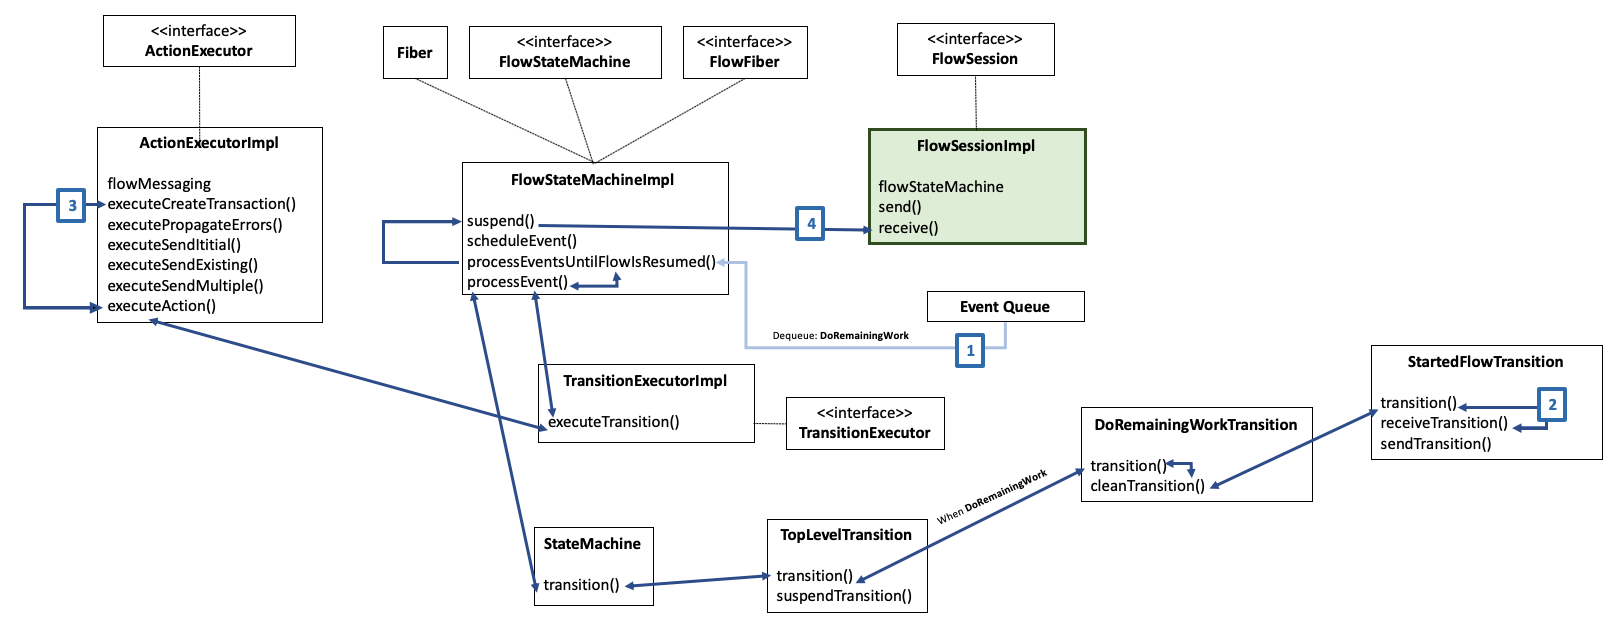 <<interface>>
ActionExecutor
Fiber
<<interface>>
FlowStateMachine
<<interface>>
FlowFiber
<<interface>>
FlowSession
ActionExecutorImpl
flowMessaging
executeCreateTransaction()
executePropagateErrors()
executeSendItitial()
executeSendExisting()
executeSendMultiple()
executeAction()
3
FlowStateMachineImpl
suspend()
scheduleEvent()
processEventsUntilFlowIsResumed()
processEvent()
4
FlowSessionImpl
flowStateMachine
send()
receive()
Event Queue
Dequeue: DoRemainingWork
1
TransitionExecutorImpl
executeTransition()
<<interface>>
TransitionExecutor
StartedFlowTransition
transition()
receiveTransition()
sendTransition()
2
DoRemainingWorkTransition
transition()
cleanTransition()
When DoRemainingWork
StateMachine
transition()
TopLevelTransition
transition()
suspendTransition()